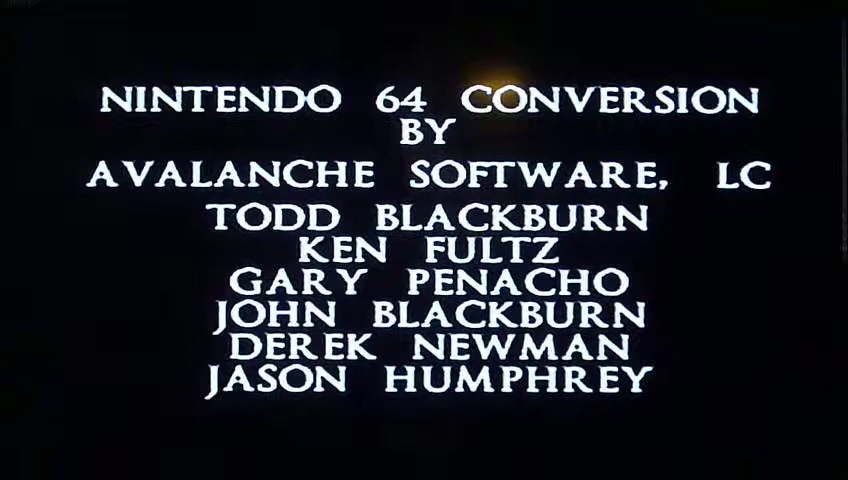 NINTENDO 64 CONVERSION
BY
AVALANCHE SOFTWARE, LC
TODD BLACKBURN
KEN FULTZ
GARY PENACHO
JOHN BLACKBURN
DEREK NEWMAN
JASON HUMPHREY